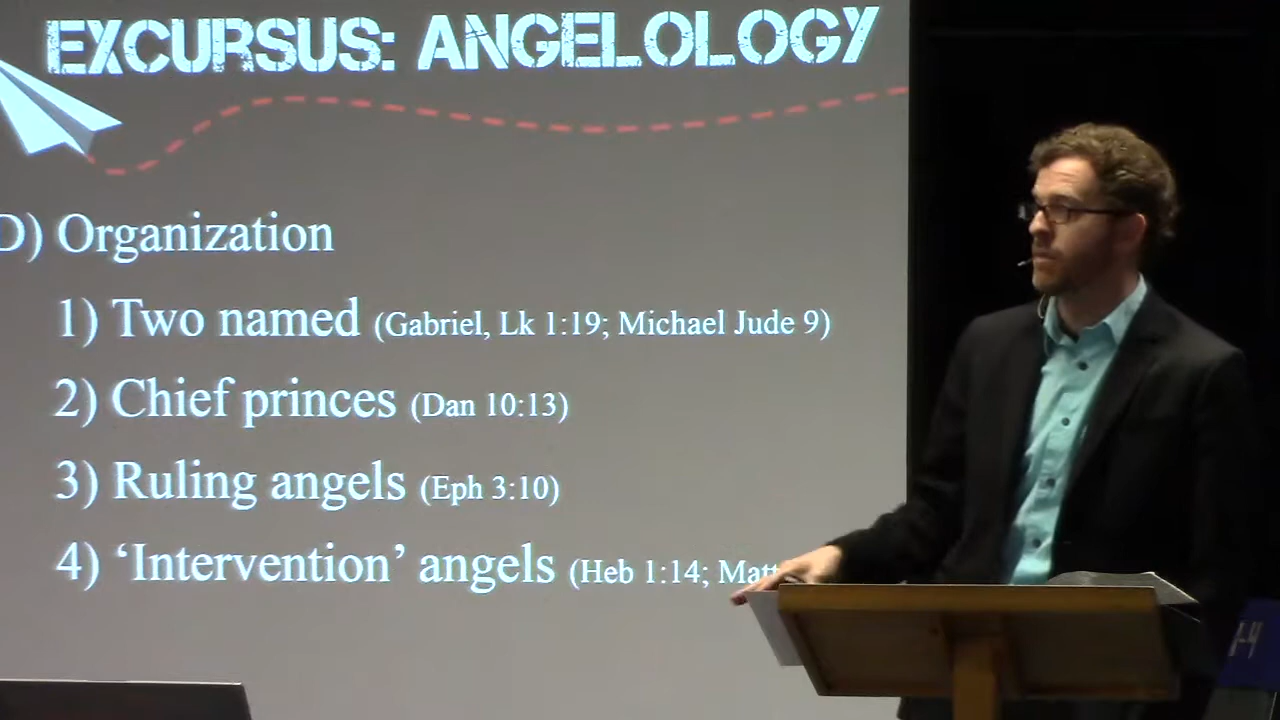 EXCURSUS: ANGELOLOGY
D) Organization
1) Two named (Gabriel, Lk 1:19; Michael Jude 9)
2) Chief princes (Dan 10:13)
3) Ruling angels (Eph 3:10)
4) ‘Intervention’ angels (Heb 1:14; Matt